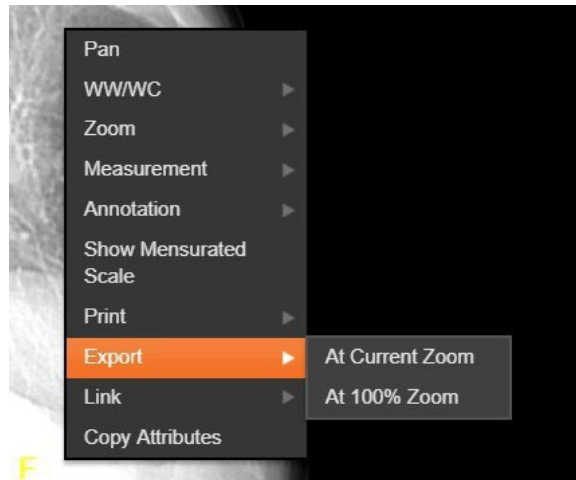 Pan
WW/WC
Zoom
Measurement
Annotation
Show Mensurated
Scale
Print
Export
At Current Zoom
Link
At 100% Zoom
Copy Attributes
F